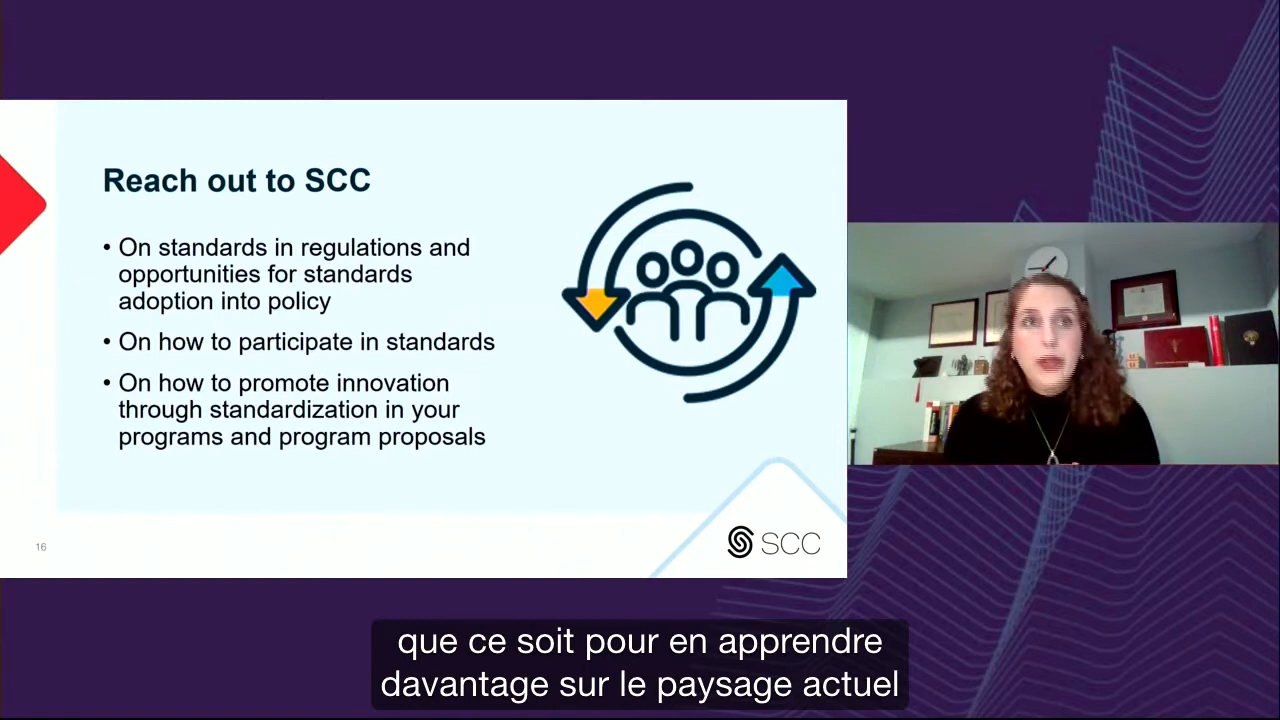 Reach out to SCC
• On standards in regulations and
opportunities for standards
adoption into policy
• On how to participate in standards
• On how to promote innovation
through standardization in your
programs and program proposals
16
SCC
que ce soit pour en apprendre
davantage sur le paysage actuel